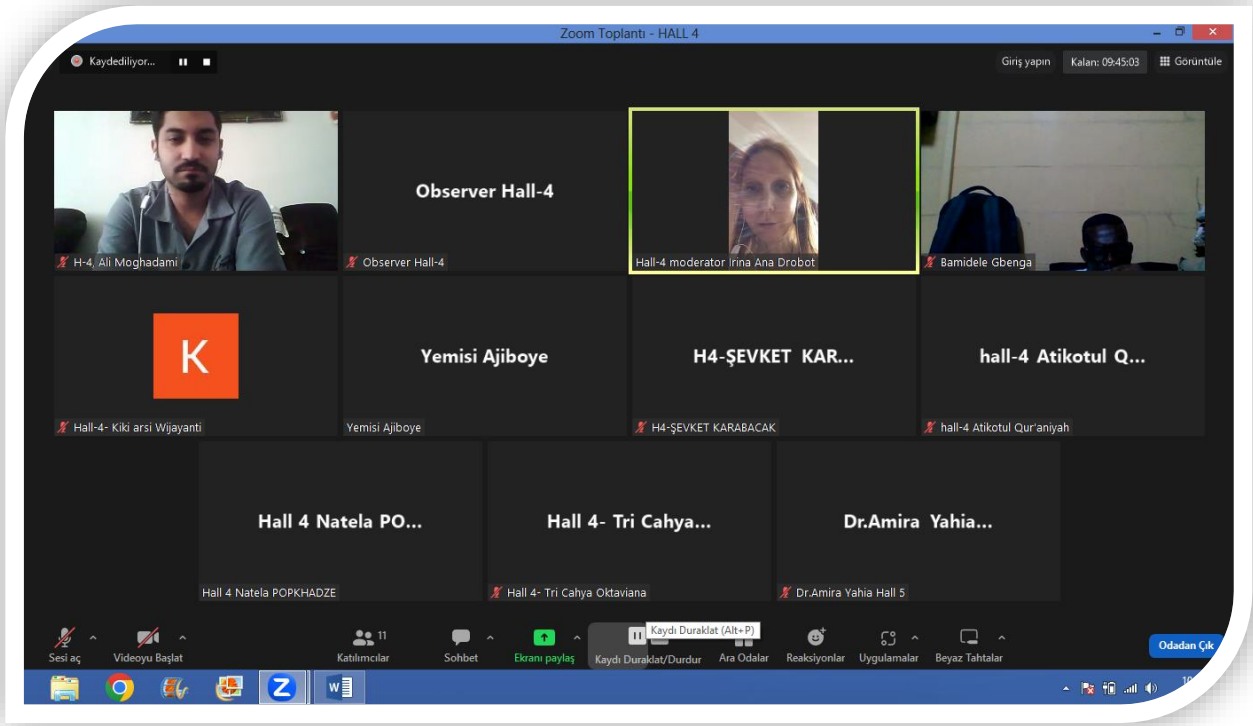 Zoom Toplantı - HALL 4
Kaydediliyor...
Giriş yapın
Kalan: 09:45:03
Görüntüle
H-4, Ali Moghadami
Observer Hall-4
Observer Hall-4
Hall-4 moderator Irina Ana Drobot
Bamidele Gbenga
K
Hall-4- Kiki arsi Wijayanti
Yemisi Ajiboye
Yemisi Ajiboye
H4-ŞEVKET KAR...
H4-ŞEVKET KARABACAK
hall-4 Atikotul Q...
hall-4 Atikotul Qur'aniyah
Hall 4 Natela PO...
Hall 4 Natela POPKHADZE
Hall 4- Tri Cahya...
Hall 4- Tri Cahya Oktaviana
Dr.Amira Yahia...
Dr.Amira Yahia Hall 5
Kaydı Duraklat (Alt+P)
Sesi aç
Videoyu Başlat
11
Katılımcılar
Sohbet
Ekranı paylaş
Kaydı Duraklat/Durdur
Ara Odalar
Reaksiyonlar
Uygulamalar
Beyaz Tahtalar
Odadan Çık